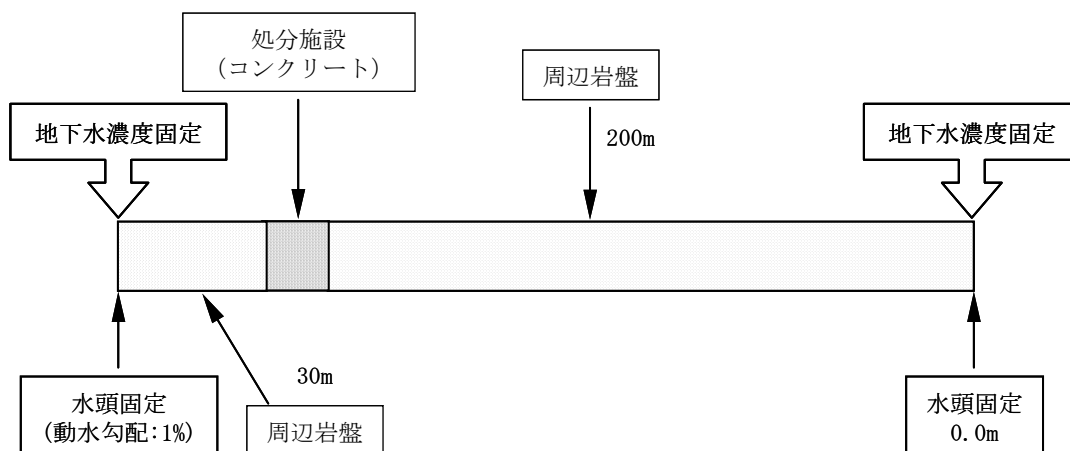 処分施設
（コンクリート）
周辺岩盤
地下水濃度固定
地下水濃度固定
200m
30m
水頭固定
(動水勾配:1%)
周辺岩盤
水頭固定
0.0m